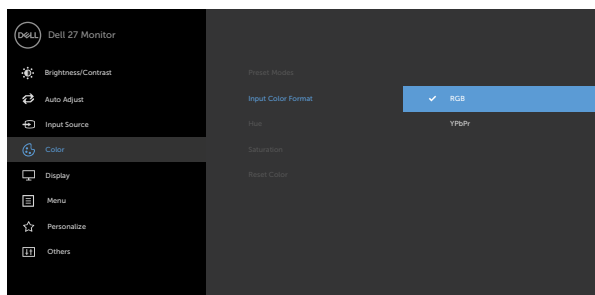 DELL Dell 27 Monitor
Brightness/Contrast Preset Modes
Auto Adjust Input Color Format RGB
Input Source Hue YPbPr
Color Saturation
Display Reset Color
Menu
Personalize
Others